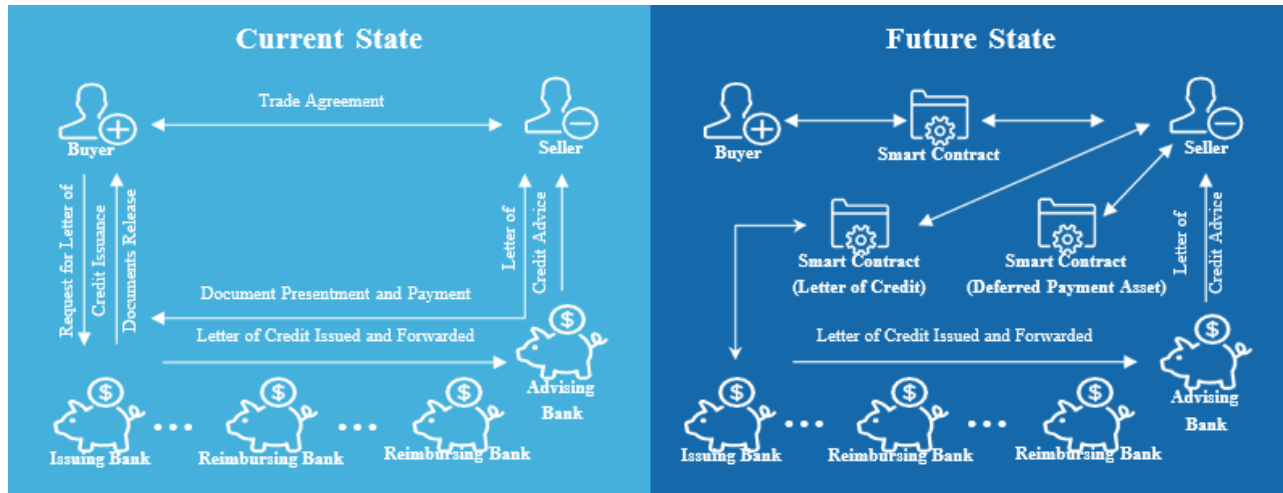 Current State
Trade Agreement
Buyer
Seller
Request for Letter of
Credit Issuance
Documents Release
Letter of
Credit Advice
Document Presentment and Payment
Letter of Credit Issued and Forwarded
$
$
$
$
Advising
Bank
Issuing Bank
Reimbursing Bank
Reimbursing Bank
Future State
Buyer
Smart Contract
Seller
Smart Contract
(Letter of Credit)
Smart Contract
(Deferred Payment Asset)
Letter of
Credit Advice
Letter of Credit Issued and Forwarded
$
$
$
$
Advising
Bank
Issuing Bank
Reimbursing Bank
Reimbursing Bank